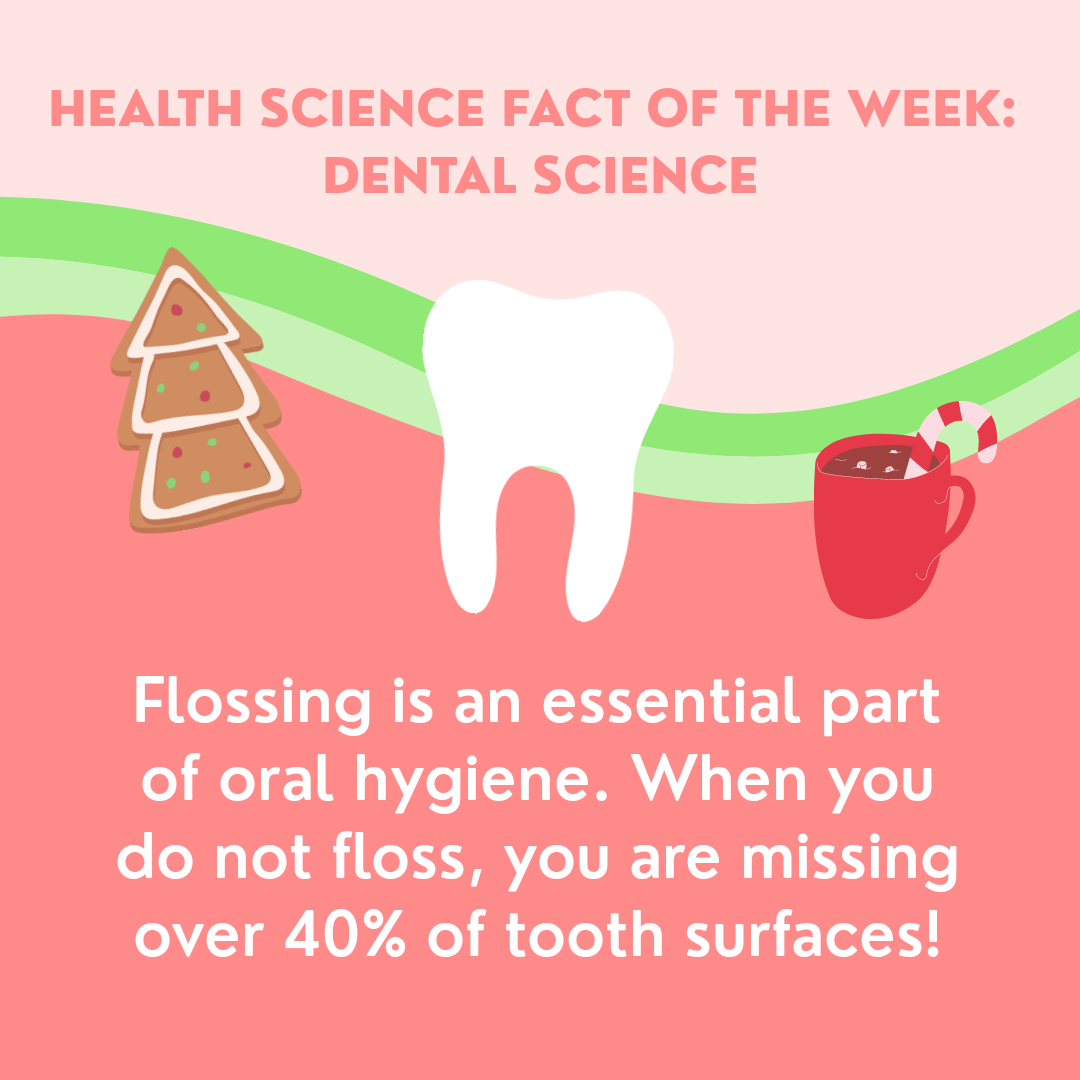 HEALTH SCIENCE FACT OF THE WEEK:
DENTAL SCIENCE
Flossing is an essential part
of oral hygiene. When you
do not floss, you are missing
over 40% of tooth surfaces!